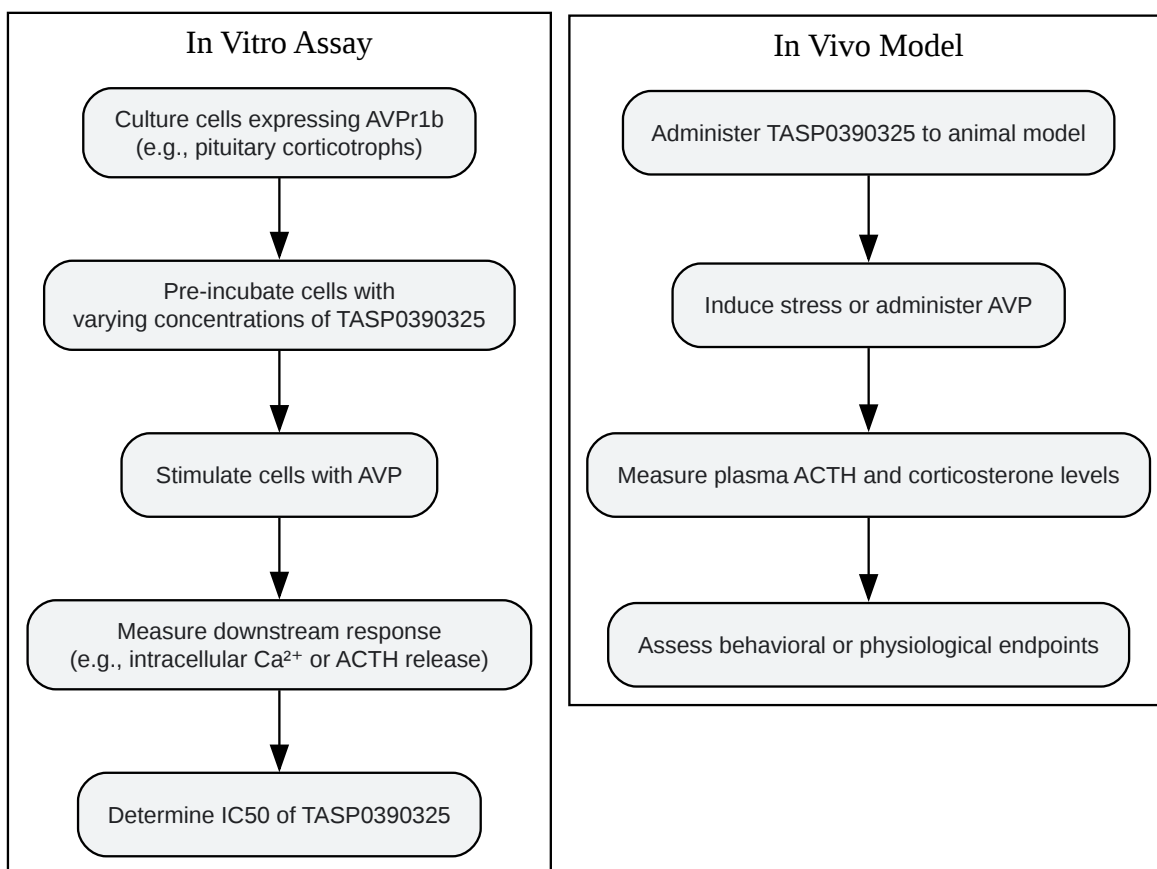 In Vitro Assay
Culture cells expressing AVPr1b
(e.g., pituitary corticotrophs)
Pre-incubate cells with
varying concentrations of TASP0390325
Stimulate cells with AVP
Measure downstream response
(e.g., intracellular Ca²⁺ or ACTH release)
Determine IC50 of TASP0390325
In Vivo Model
Administer TASP0390325 to animal model
Induce stress or administer AVP
Measure plasma ACTH and corticosterone levels
Assess behavioral or physiological endpoints